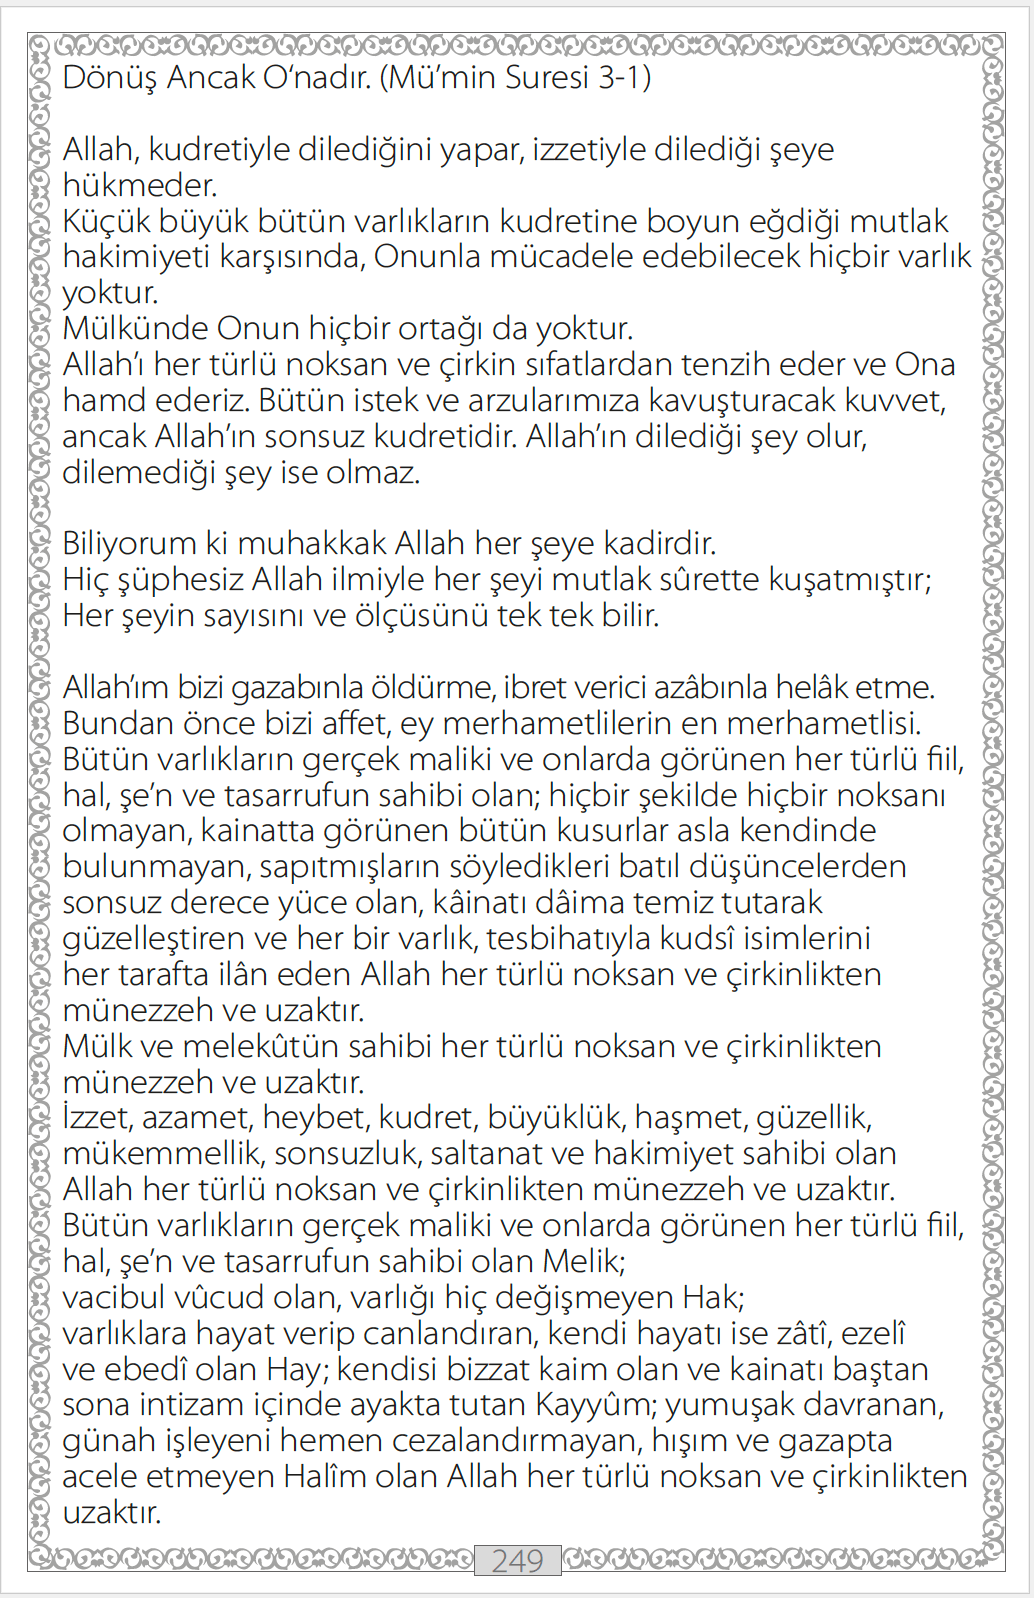 Dönüş Ancak O‘nadır. (Mü’min Suresi 3-1)
Allah, kudretiyle dilediğini yapar, izzetiyle dilediği şeye
hükmeder.
Küçük büyük bütün varlıkların kudretine boyun eğdiği mutlak
hakimiyeti karşısında, Onunla mücadele edebilecek hiçbir varlık
yoktur.
Mülkünde Onun hiçbir ortağı da yoktur.
Allah’ı her türlü noksan ve çirkin sıfatlardan tenzih eder ve Ona
hamd ederiz. Bütün istek ve arzularımıza kavuşturacak kuvvet,
ancak Allah’ın sonsuz kudretidir. Allah’ın dilediği şey olur,
dilemediği şey ise olmaz.
Biliyorum ki muhakkak Allah her şeye kadirdir.
Hiç şüphesiz Allah ilmiyle her şeyi mutlak sûrette kuşatmıştır;
Her şeyin sayısını ve ölçüsünü tek tek bilir.
Allah’ım bizi gazabınla öldürme, ibret verici azâbınla helâk etme.
Bundan önce bizi affet, ey merhametlilerin en merhametlisi.
Bütün varlıkların gerçek maliki ve onlarda görünen her türlü fiil,
hal, şe’n ve tasarrufun sahibi olan; hiçbir şekilde hiçbir noksanı
olmayan, kainatta görünen bütün kusurlar asla kendinde
bulunmayan, sapıtmışların söyledikleri batıl düşüncelerden
sonsuz derece yüce olan, kâinatı dâima temiz tutarak
güzelleştiren ve her bir varlık, tesbihatıyla kudsî isimlerini
her tarafta ilân eden Allah her türlü noksan ve çirkinlikten
münezzeh ve uzaktır.
Mülk ve melekûtün sahibi her türlü noksan ve çirkinlikten
münezzeh ve uzaktır.
İzzet, azamet, heybet, kudret, büyüklük, haşmet, güzellik,
mükemmellik, sonsuzluk, saltanat ve hakimiyet sahibi olan
Allah her türlü noksan ve çirkinlikten münezzeh ve uzaktır.
Bütün varlıkların gerçek maliki ve onlarda görünen her türlü fiil,
hal, şe’n ve tasarrufun sahibi olan Melik;
vacibul vûcud olan, varlığı hiç değişmeyen Hak;
varlıklara hayat verip canlandıran, kendi hayatı ise zâtî, ezelî
ve ebedî olan Hay; kendisi bizzat kaim olan ve kainatı baştan
sona intizam içinde ayakta tutan Kayyûm; yumuşak davranan,
günah işleyeni hemen cezalandırmayan, hışım ve gazapta
acele etmeyen Halîm olan Allah her türlü noksan ve çirkinlikten
uzaktır.
249